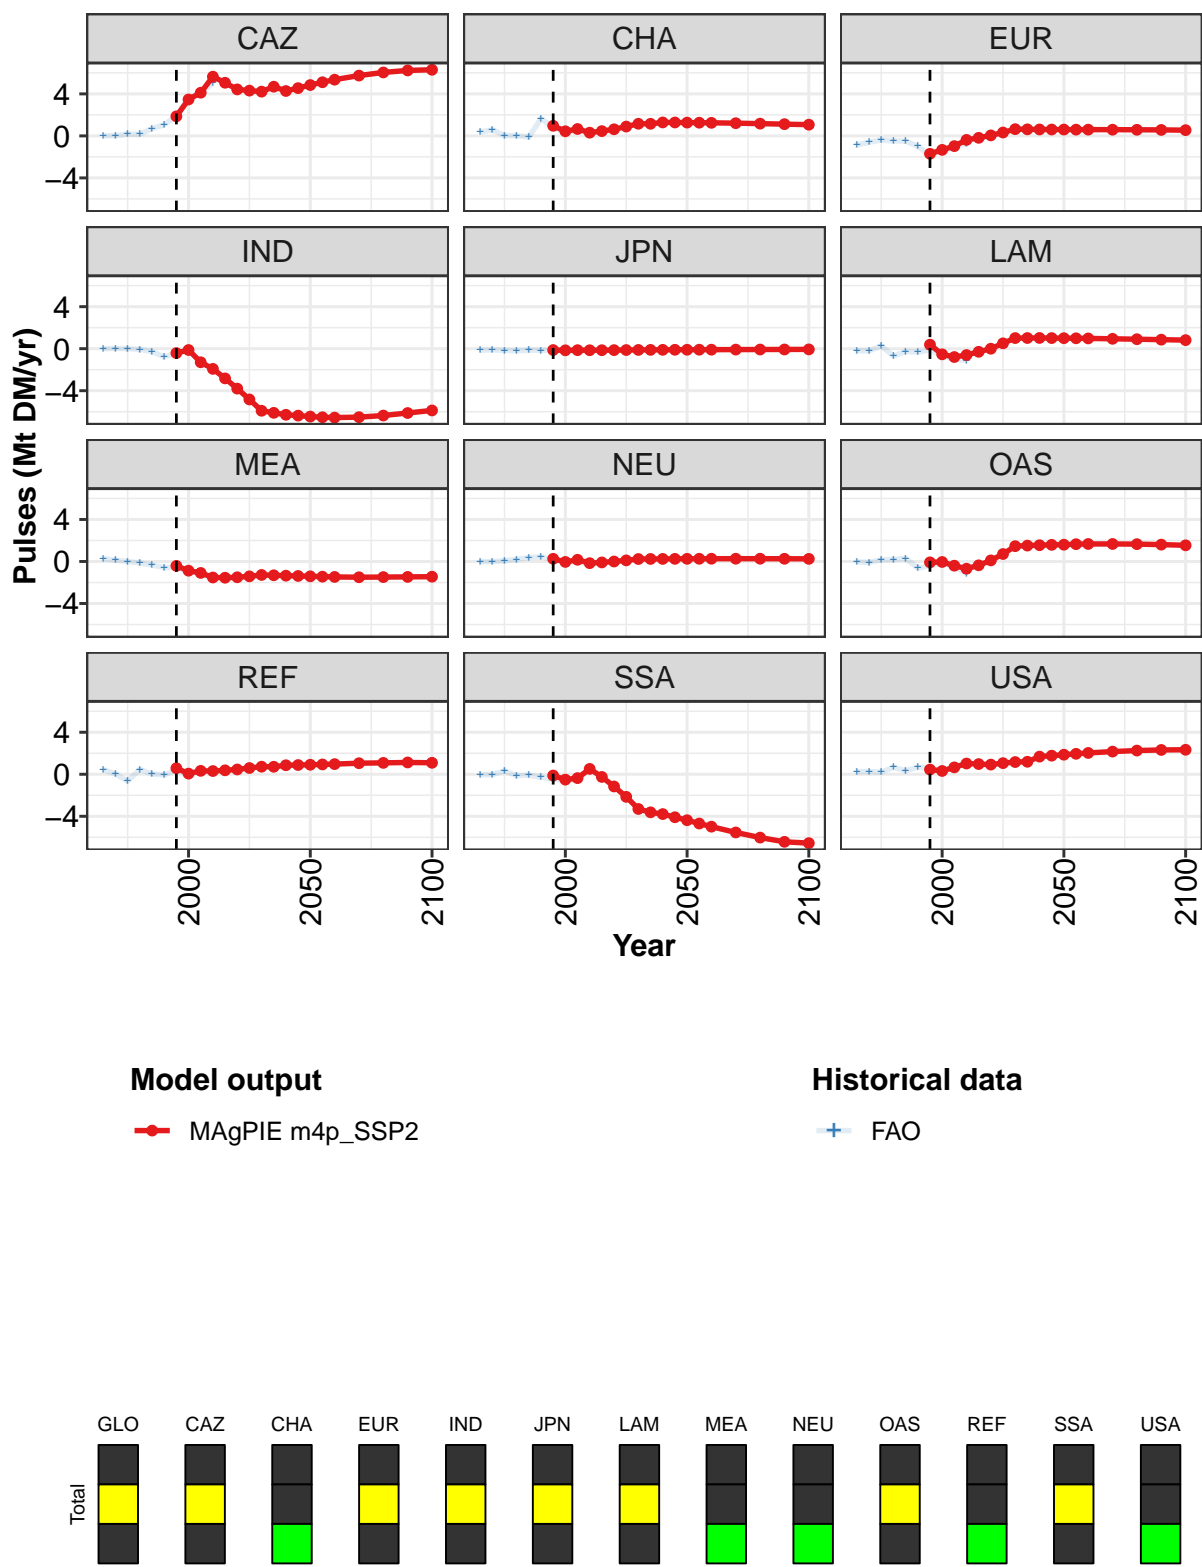 CAZ CHA EUR
4
0
−4
IND JPN LAM
4
0
−4
MEA NEU OAS
4
0
−4
REF SSA USA
4
0
−4
Pulses (Mt DM/yr)
2000 2050 2100 2000 2050 2100 2000 2050 2100
Year
Model output Historical data
MAgPIE m4p_SSP2 FAO
GLO CAZ CHA EUR IND JPN LAM MEA NEU OAS REF SSA USA
Total